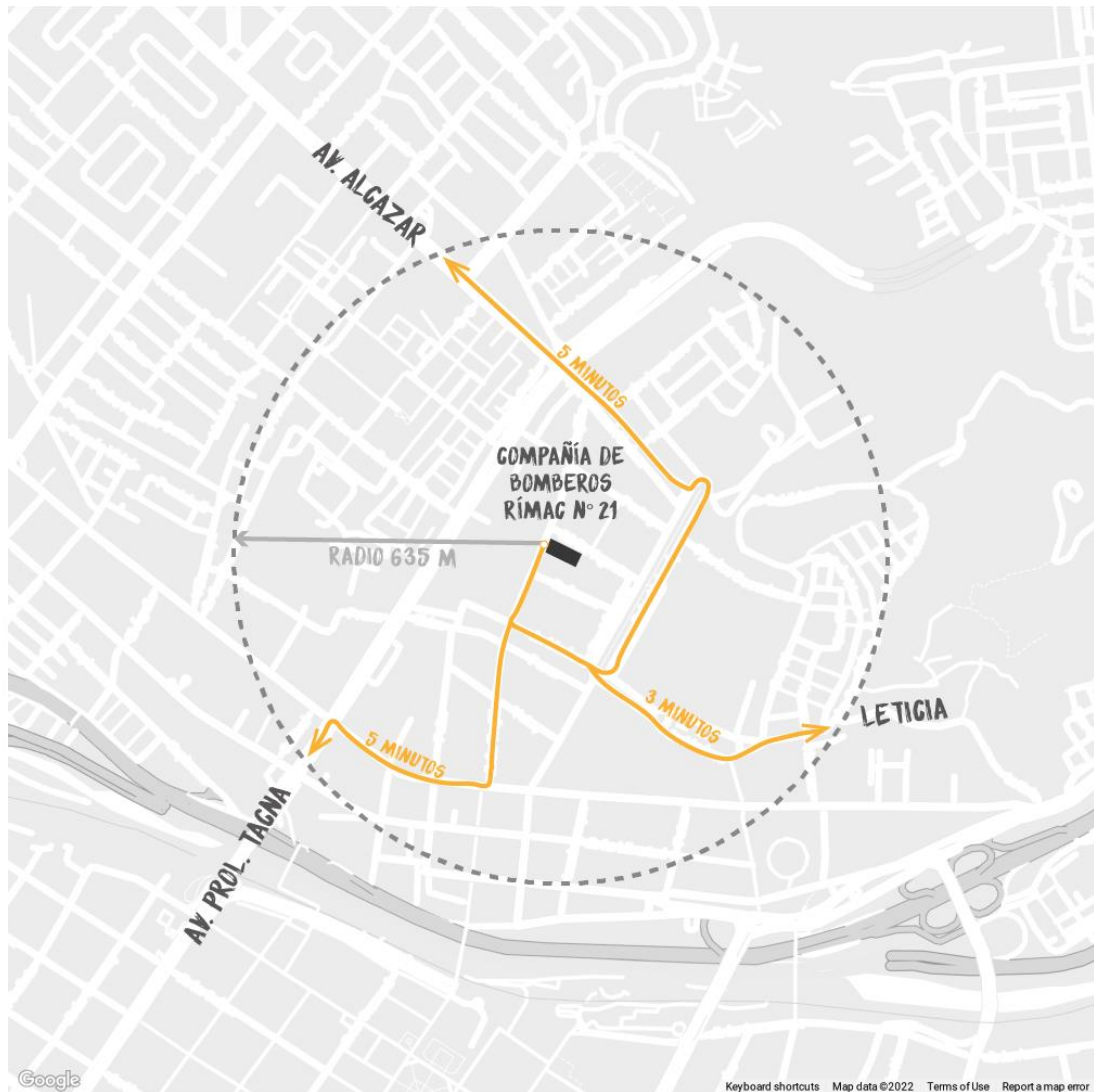 AV. ALCAZAR
5 MINUTOS
COMPAÑÍA DE
BOMBEROS
RÍMAC N° 21
RADIO 635 M
3 MINUTOS
LETICIA
5 MINUTOS
AV. PROL. TACNA
Google
Keyboard shortcuts Map data ©2022 Terms of Use Report a map error